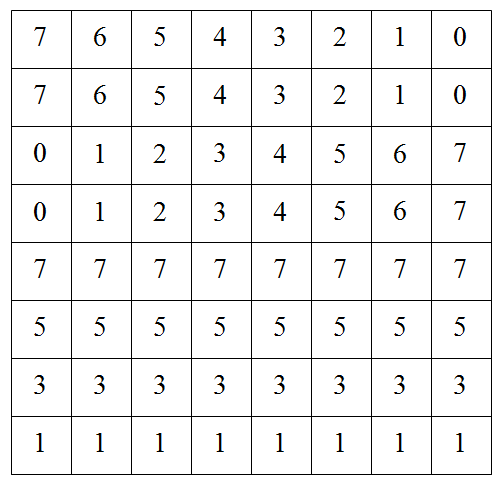 7 6 5 4 3 2 1 0
7 6 5 4 3 2 1 0
0 1 2 3 4 5 6 7
0 1 2 3 4 5 6 7
7 7 7 7 7 7 7 7
5 5 5 5 5 5 5 5
3 3 3 3 3 3 3 3
1 1 1 1 1 1 1 1